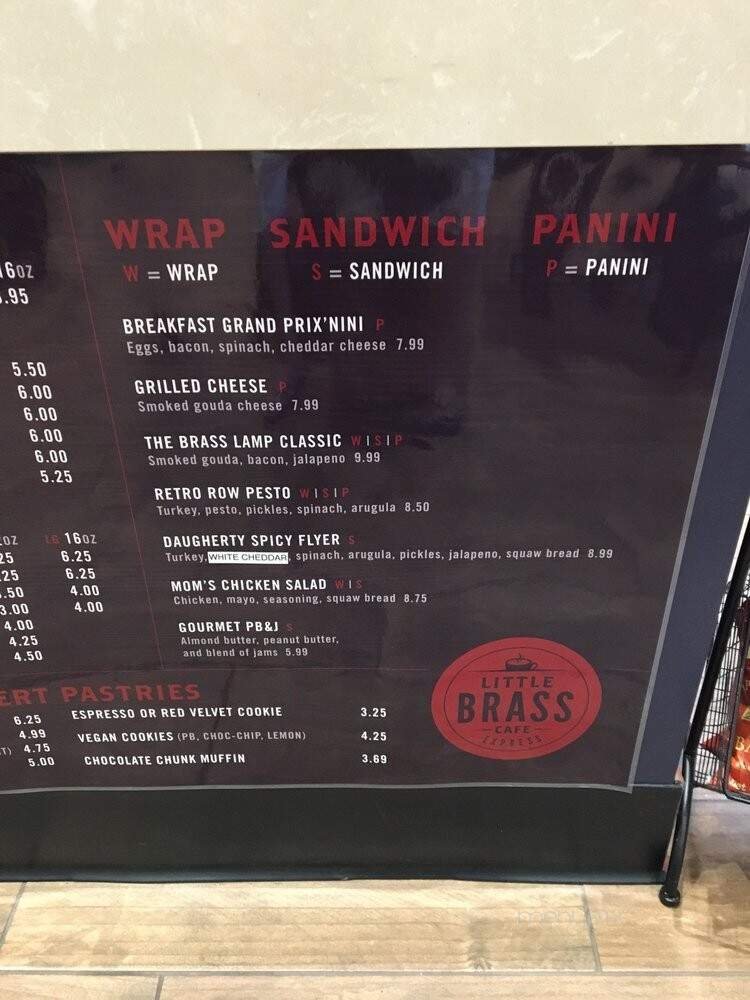 WRAP SANDWICH PANINI
W = WRAP S = SANDWICH P = PANINI
BREAKFAST GRAND PRIX'NINI P
Eggs, bacon, spinach, cheddar cheese 7.99
GRILLED CHEESE P
Smoked gouda cheese 7.99
THE BRASS LAMP CLASSIC W|S|P
Smoked gouda, bacon, jalapeno 9.99
RETRO ROW PESTO W|S|P
Turkey, pesto, pickles, spinach, arugula 8.50
DAUGHERTY SPICY FLYER S
Turkey, WHITE CHEDDAR, spinach, arugula, pickles, jalapeno, squaw bread 8.99
MOM'S CHICKEN SALAD W|S
Chicken, mayo, seasoning, squaw bread 8.75
GOURMET PB&J S
Almond butter, peanut butter,
and blend of jams 5.99
16OZ
.95
5.50
6.00
6.00
6.00
6.00
5.25
OZ LG 16OZ
25 6.25
.25 6.25
.50 4.00
3.00 4.00
4.00
4.25
4.50
ERT PASTRIES
6.25 ESPRESSO OR RED VELVET COOKIE 3.25
4.99 VEGAN COOKIES (PB, CHOC-CHIP, LEMON) 4.25
T) 4.75
5.00 CHOCOLATE CHUNK MUFFIN 3.69
LITTLE
BRASS
CAFE
EXPRESS